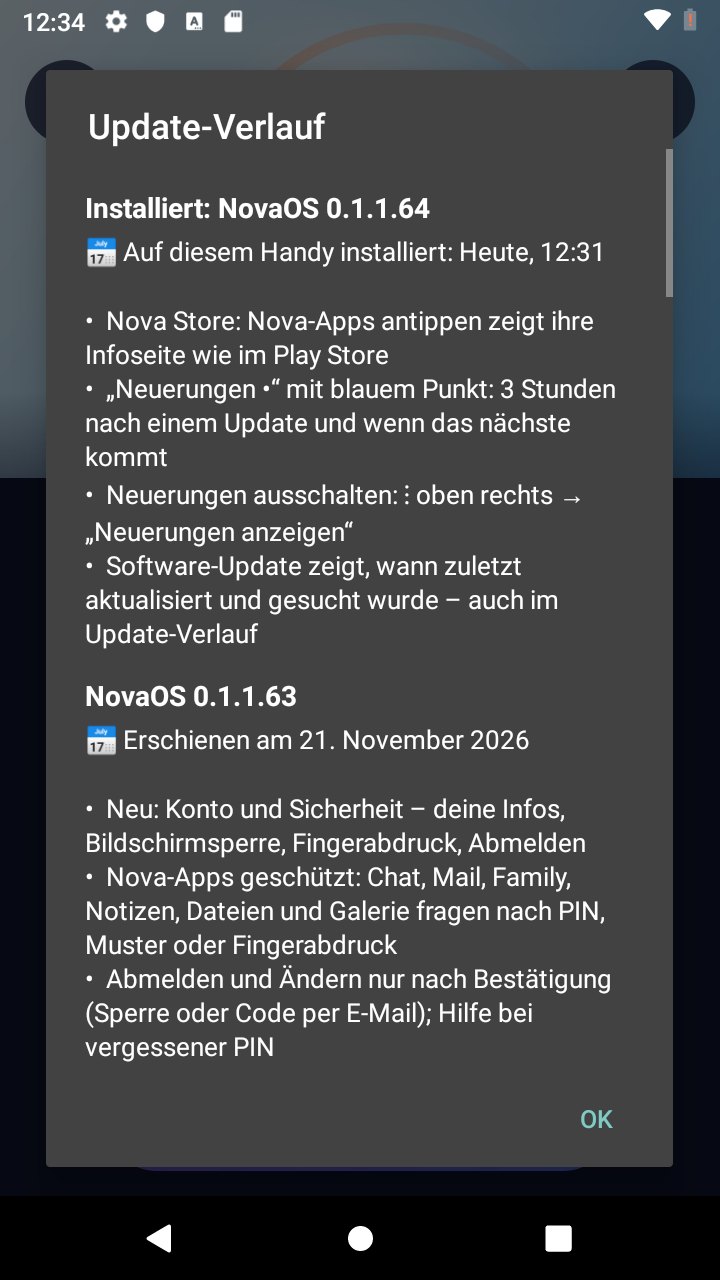 12:34
Update-Verlauf
Installiert: NovaOS 0.1.1.64
📅 Auf diesem Handy installiert: Heute, 12:31
• Nova Store: Nova-Apps antippen zeigt ihre
Infoseite wie im Play Store
• „Neuerungen •“ mit blauem Punkt: 3 Stunden
nach einem Update und wenn das nächste
kommt
• Neuerungen ausschalten: ⋮ oben rechts →
„Neuerungen anzeigen“
• Software-Update zeigt, wann zuletzt
aktualisiert und gesucht wurde – auch im
Update-Verlauf
NovaOS 0.1.1.63
📅 Erschienen am 21. November 2026
• Neu: Konto und Sicherheit – deine Infos,
Bildschirmsperre, Fingerabdruck, Abmelden
• Nova-Apps geschützt: Chat, Mail, Family,
Notizen, Dateien und Galerie fragen nach PIN,
Muster oder Fingerabdruck
• Abmelden und Ändern nur nach Bestätigung
(Sperre oder Code per E-Mail); Hilfe bei
vergessener PIN
OK